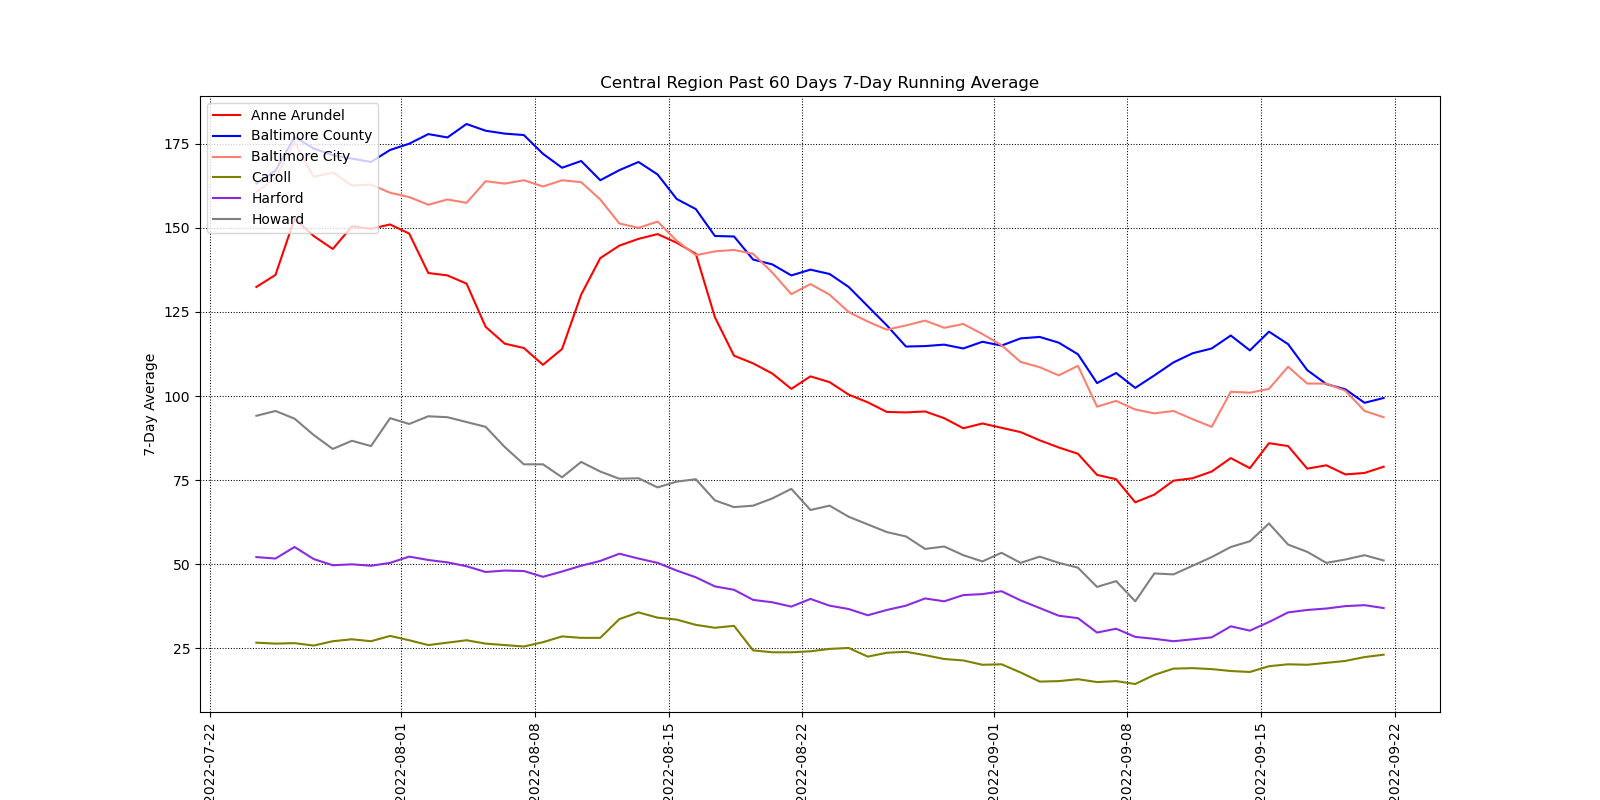 Central Region Past 60 Days 7-Day Running Average
Anne Arundel
Baltimore County
Baltimore City
Caroll
Harford
Howard
7-Day Average
175
150
125
100
75
50
25
2022-07-22
2022-08-01
2022-08-08
2022-08-15
2022-08-22
2022-09-01
2022-09-08
2022-09-15
2022-09-22